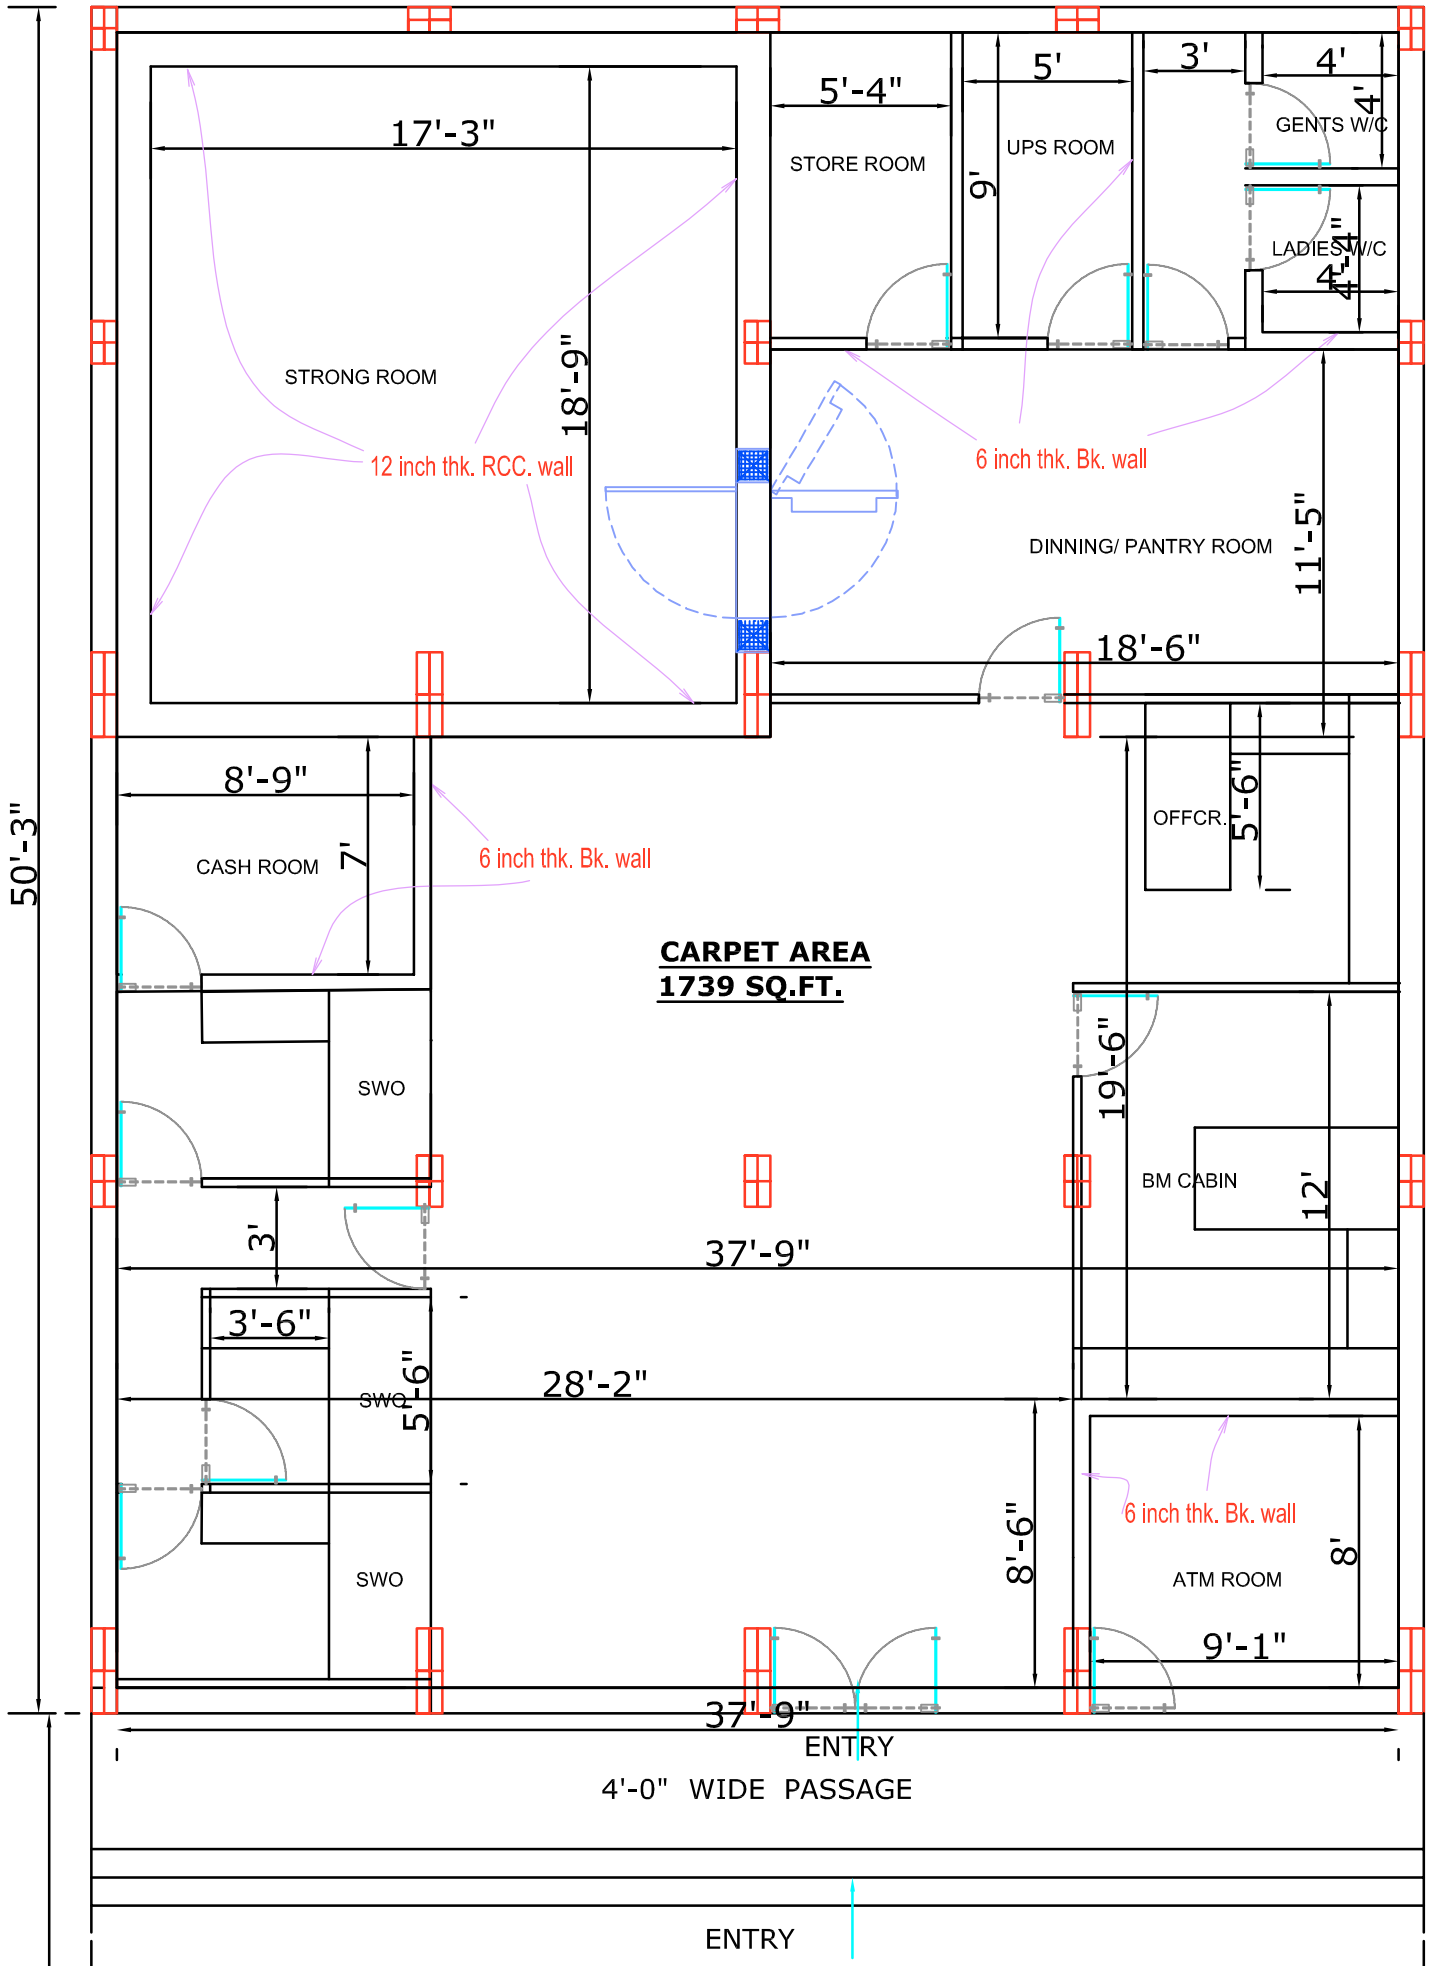 3'
4'
5'
5'-4"
4'
17'-3"
GENTS W/C
UPS ROOM
STORE ROOM
9'
LADIES W/C
4'-4"
4'
STRONG ROOM
18'-9"
12 inch thk. RCC. wall
6 inch thk. Bk. wall
DINNING/ PANTRY ROOM
11'-5"
18'-6"
8'-9"
5'-6"
OFFCR.
7'
CASH ROOM
6 inch thk. Bk. wall
50'-3"
CARPET AREA
1739 SQ.FT.
19'-6"
SWO
BM CABIN
12'
3'
37'-9"
3'-6"
28'-2"
SWO
5'-6"
6 inch thk. Bk. wall
8'-6"
8'
SWO
ATM ROOM
9'-1"
37'-9"
ENTRY
4'-0" WIDE PASSAGE
ENTRY